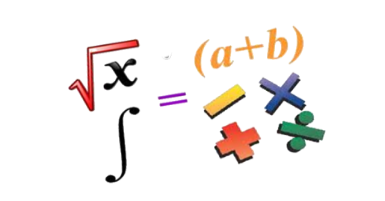 √x (a+b)
= − ×
∫ + ÷